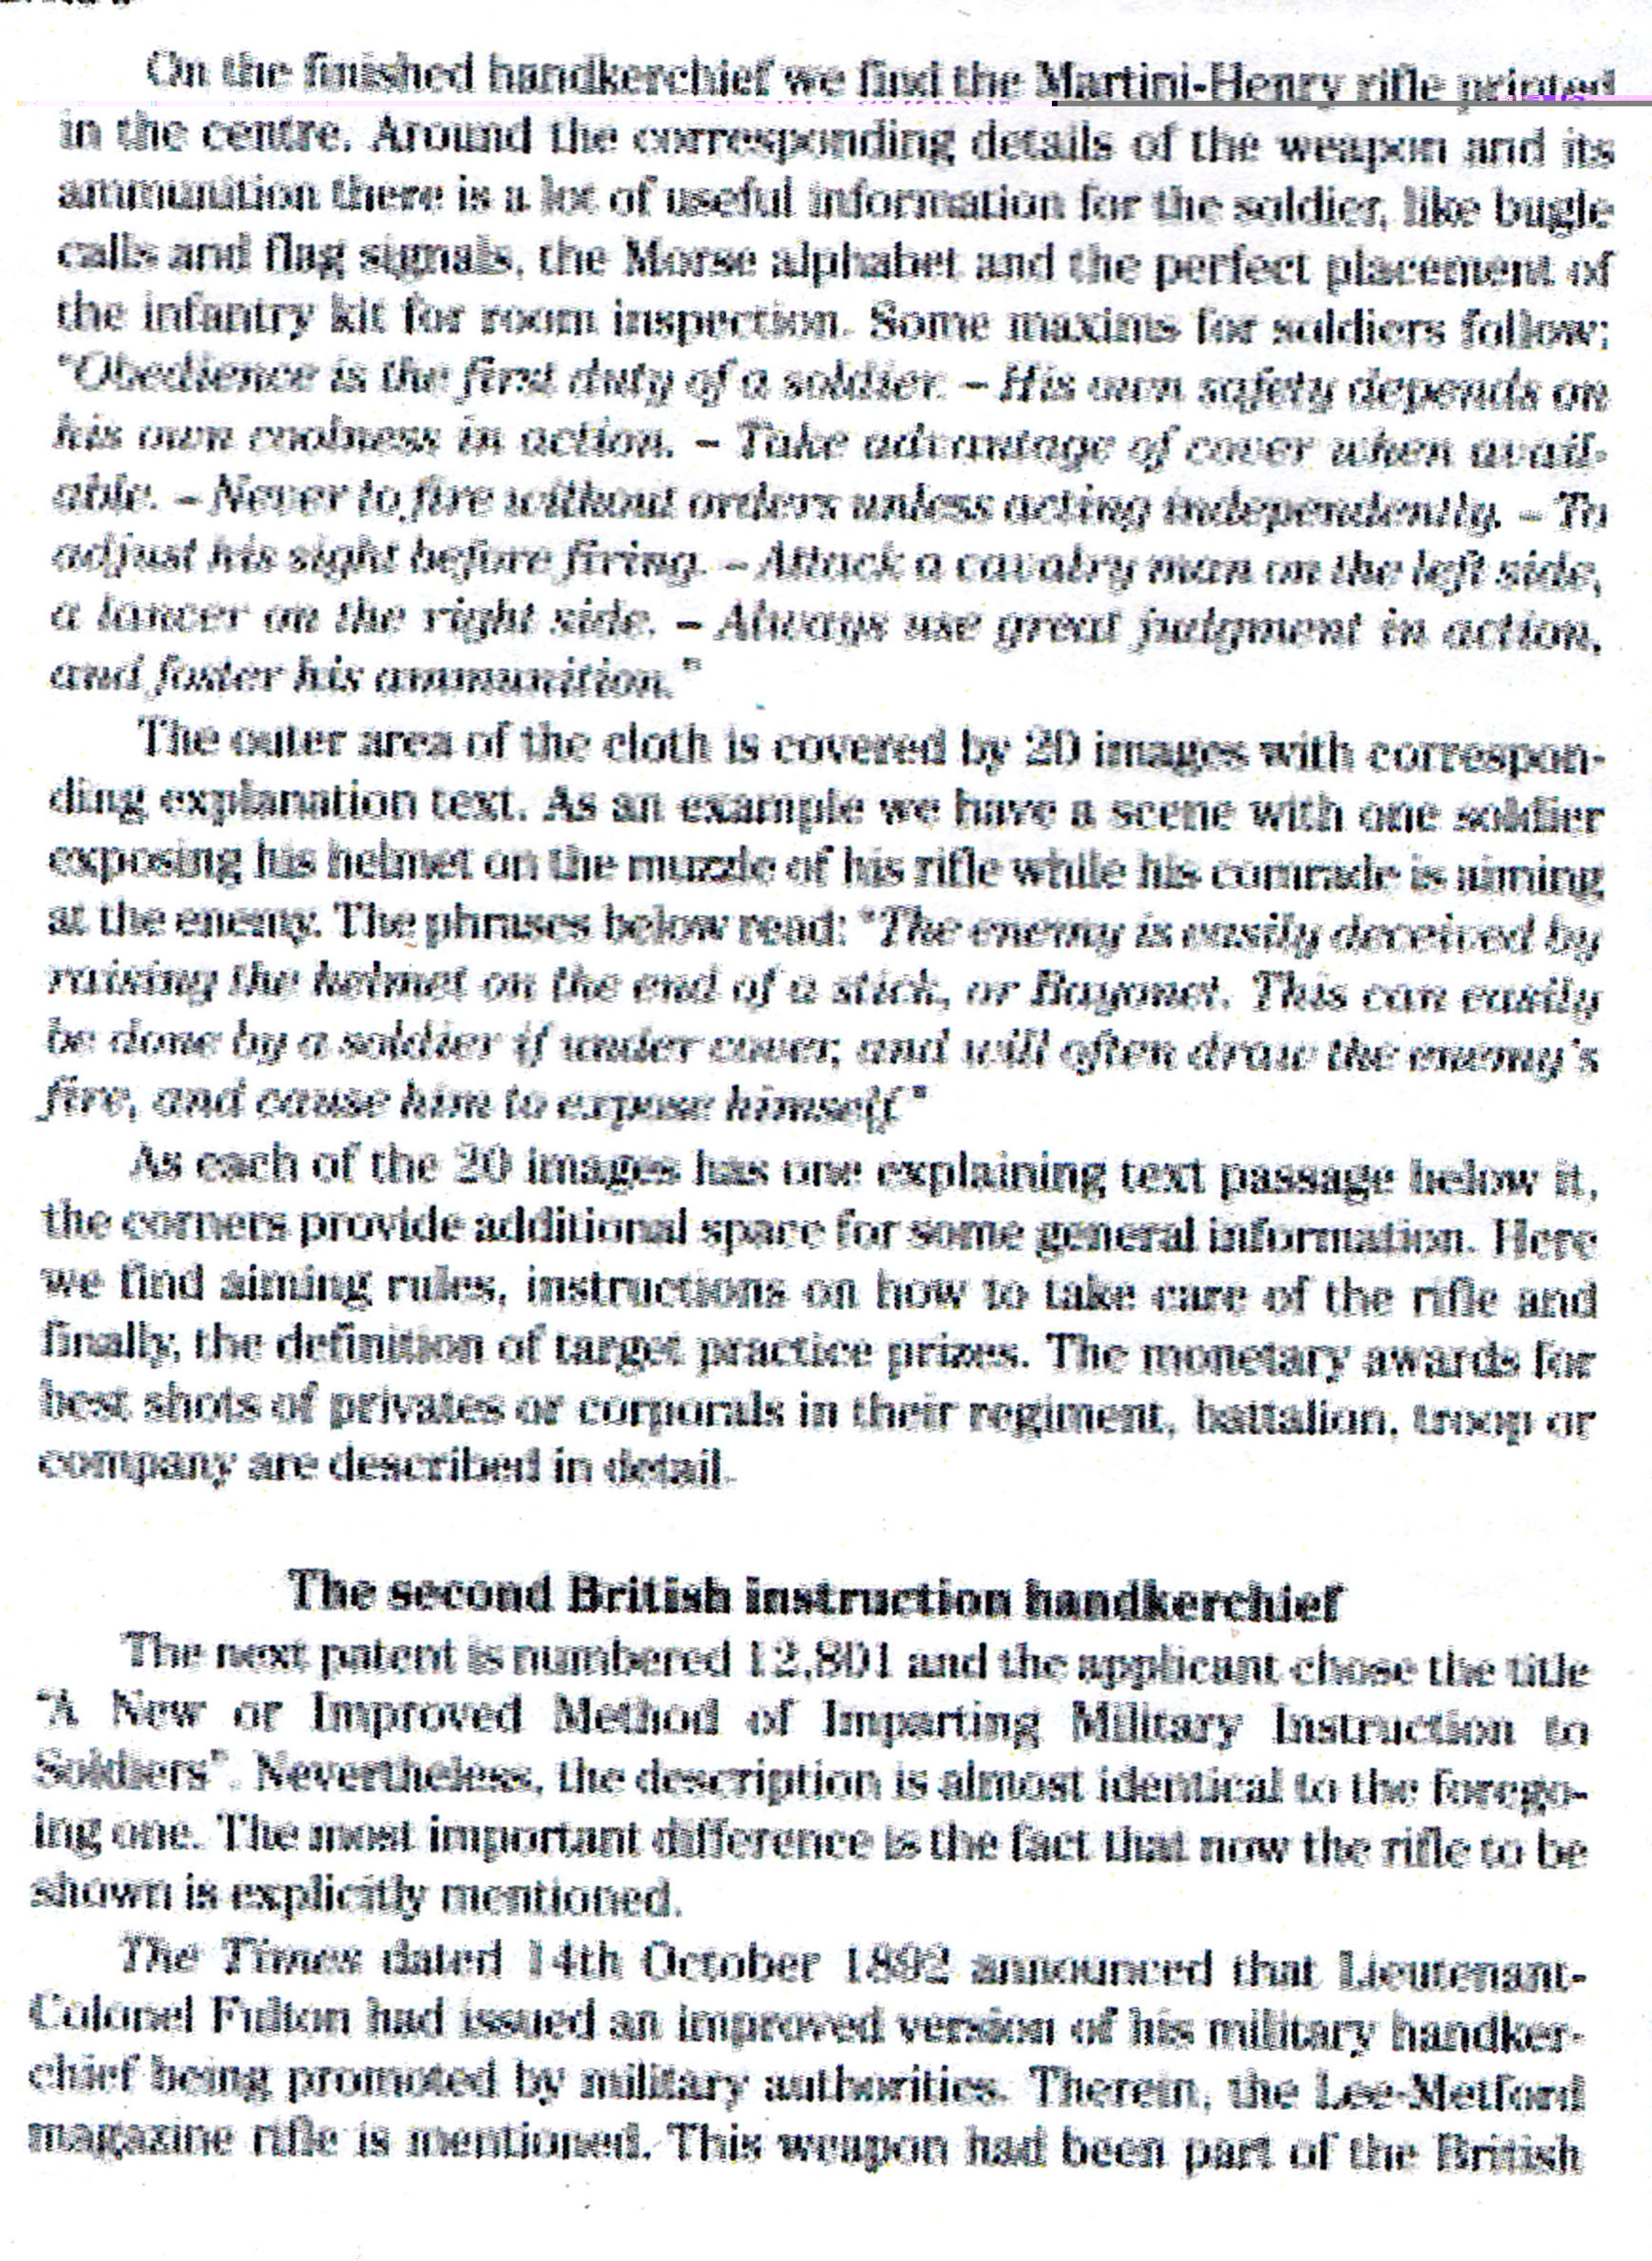 On the finished handkerchief we find the Martini-Henry rifle printed
in the centre. Around the corresponding details of the weapon and its
ammunition there is a lot of useful information for the soldier, like bugle
calls and flag signals, the Morse alphabet and the perfect placement of
the infantry kit for room inspection. Some maxims for soldiers follow:
"Obedience is the first duty of a soldier. – His own safety depends on
his own coolness in action. – Take advantage of cover when avail-
able. – Never to fire without orders unless acting independently. – To
adjust his sight before firing. – Attack a cavalry man on the left side,
a lancer on the right side. – Always use great judgment in action,
and foster his ammunition."
The outer area of the cloth is covered by 20 images with correspon-
ding explanation text. As an example we have a scene with one soldier
exposing his helmet on the muzzle of his rifle while his comrade is aiming
at the enemy. The phrases below read: "The enemy is easily deceived by
raising the helmet on the end of a stick, or Bayonet. This can easily
be done by a soldier if under cover, and will often draw the enemy's
fire, and cause him to expose himself."
As each of the 20 images has one explaining text passage below it,
the corners provide additional space for some general information. Here
we find aiming rules, instructions on how to take care of the rifle and
finally, the definition of target practice prizes. The monetary awards for
best shots of privates or corporals in their regiment, battalion, troop or
company are described in detail.
The second British instruction handkerchief
The next patent is numbered 12,801 and the applicant chose the title
"A New or Improved Method of Imparting Military Instruction to
Soldiers". Nevertheless, the description is almost identical to the forego-
ing one. The most important difference is the fact that now the rifle to be
shown is explicitly mentioned.
The Times dated 14th October 1892 announced that Lieutenant-
Colonel Fulton had issued an improved version of his military handker-
chief being promoted by military authorities. Therein, the Lee-Metford
magazine rifle is mentioned. This weapon had been part of the British